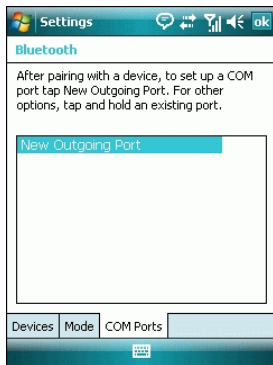 Settings
ok
Bluetooth
After pairing with a device, to set up a COM
port tap New Outgoing Port. For other
options, tap and hold an existing port.
New Outgoing Port
Devices Mode COM Ports